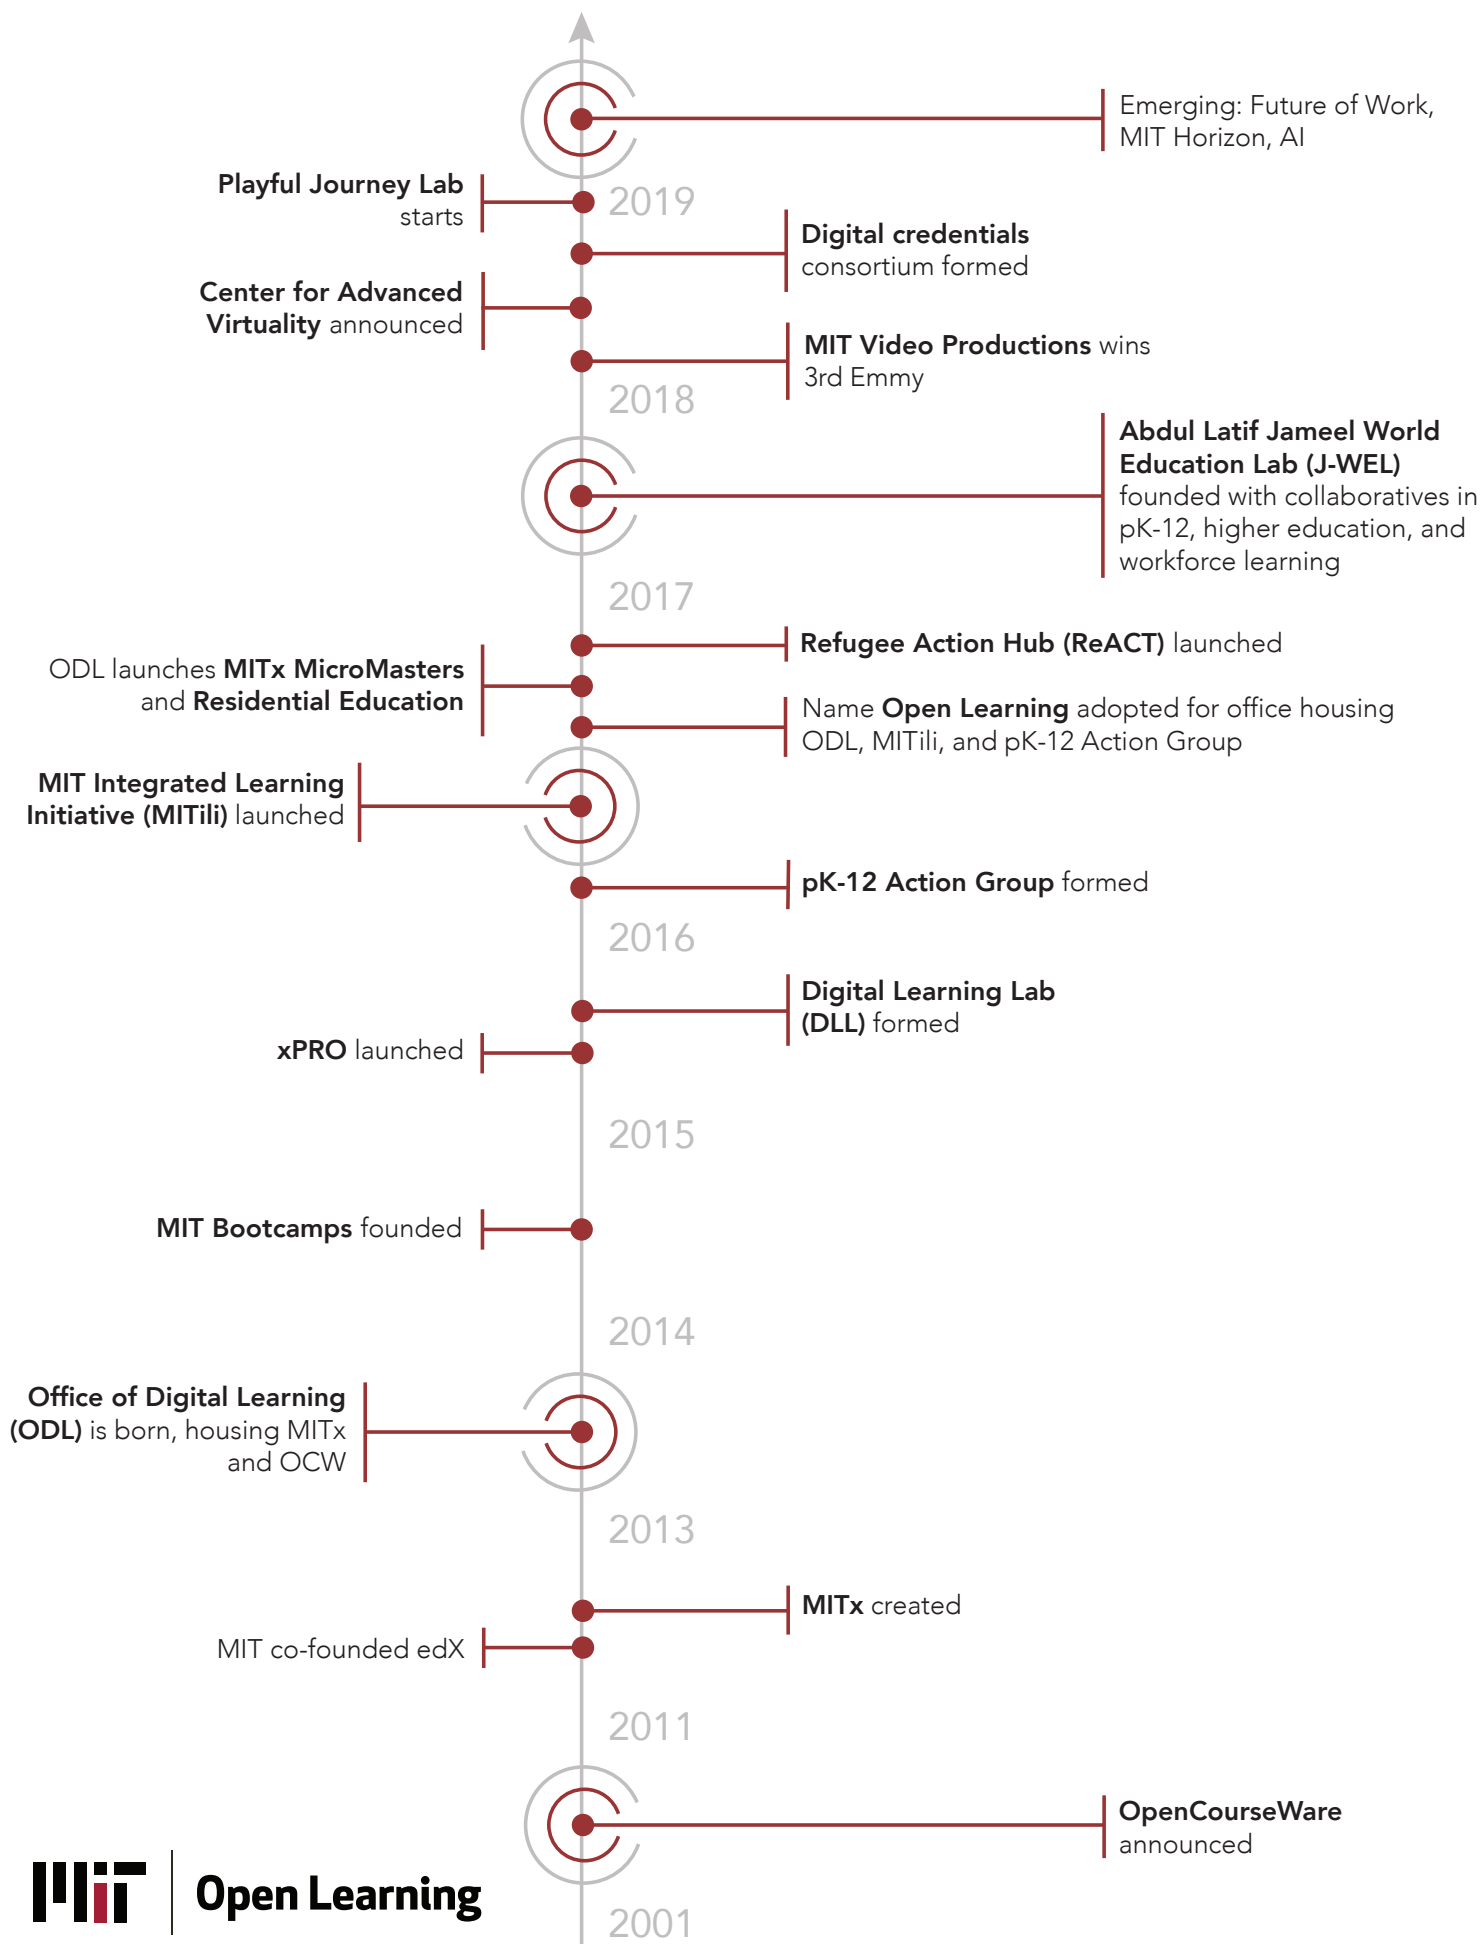 Emerging: Future of Work,
MIT Horizon, AI
Playful Journey Lab
starts
2019
Digital credentials
consortium formed
Center for Advanced
Virtuality announced
MIT Video Productions wins
3rd Emmy
2018
Abdul Latif Jameel World
Education Lab (J-WEL)
founded with collaboratives in
pK-12, higher education, and
workforce learning
2017
Refugee Action Hub (ReACT) launched
ODL launches MITx MicroMasters
and Residential Education
Name Open Learning adopted for office housing
ODL, MITili, and pK-12 Action Group
MIT Integrated Learning
Initiative (MITili) launched
pK-12 Action Group formed
2016
Digital Learning Lab
(DLL) formed
xPRO launched
2015
MIT Bootcamps founded
2014
Office of Digital Learning
(ODL) is born, housing MITx
and OCW
2013
MITx created
MIT co-founded edX
2011
OpenCourseWare
announced
MIT Open Learning
2001